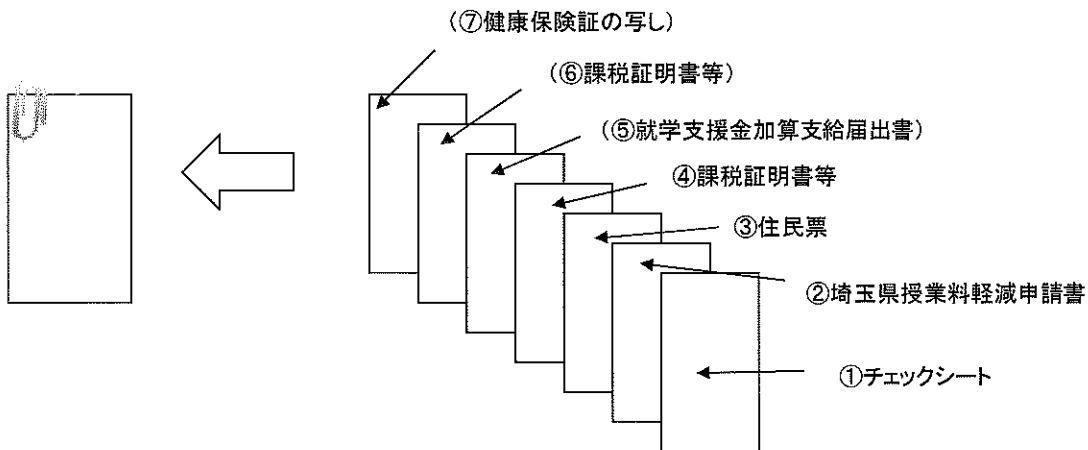 (⑦健康保険証の写し)
(⑥課税証明書等)
(⑤就学支援金加算支給届出書)
④課税証明書等
③住民票
②埼玉県授業料軽減申請書
①チェックシート